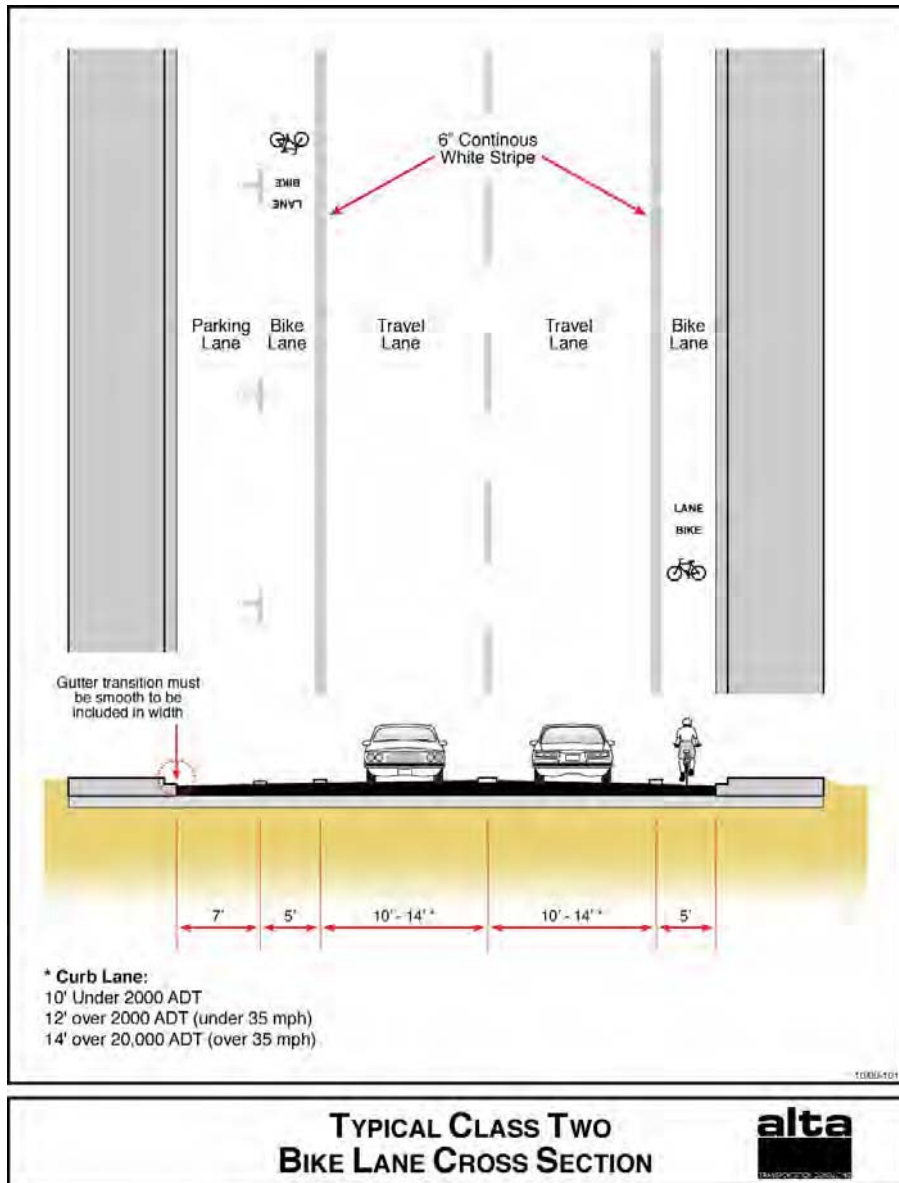 6" Continous
White Stripe
BIKE
LANE
Parking
Lane
Bike
Lane
Travel
Lane
Travel
Lane
Bike
Lane
LANE
BIKE
Gutter transition must
be smooth to be
included in width
7'
5'
10' - 14' *
10' - 14' *
5'
* Curb Lane:
10' Under 2000 ADT
12' over 2000 ADT (under 35 mph)
14' over 20,000 ADT (over 35 mph)
TYPICAL CLASS TWO
BIKE LANE CROSS SECTION
alta
TRANSPORTATION CONSULTING